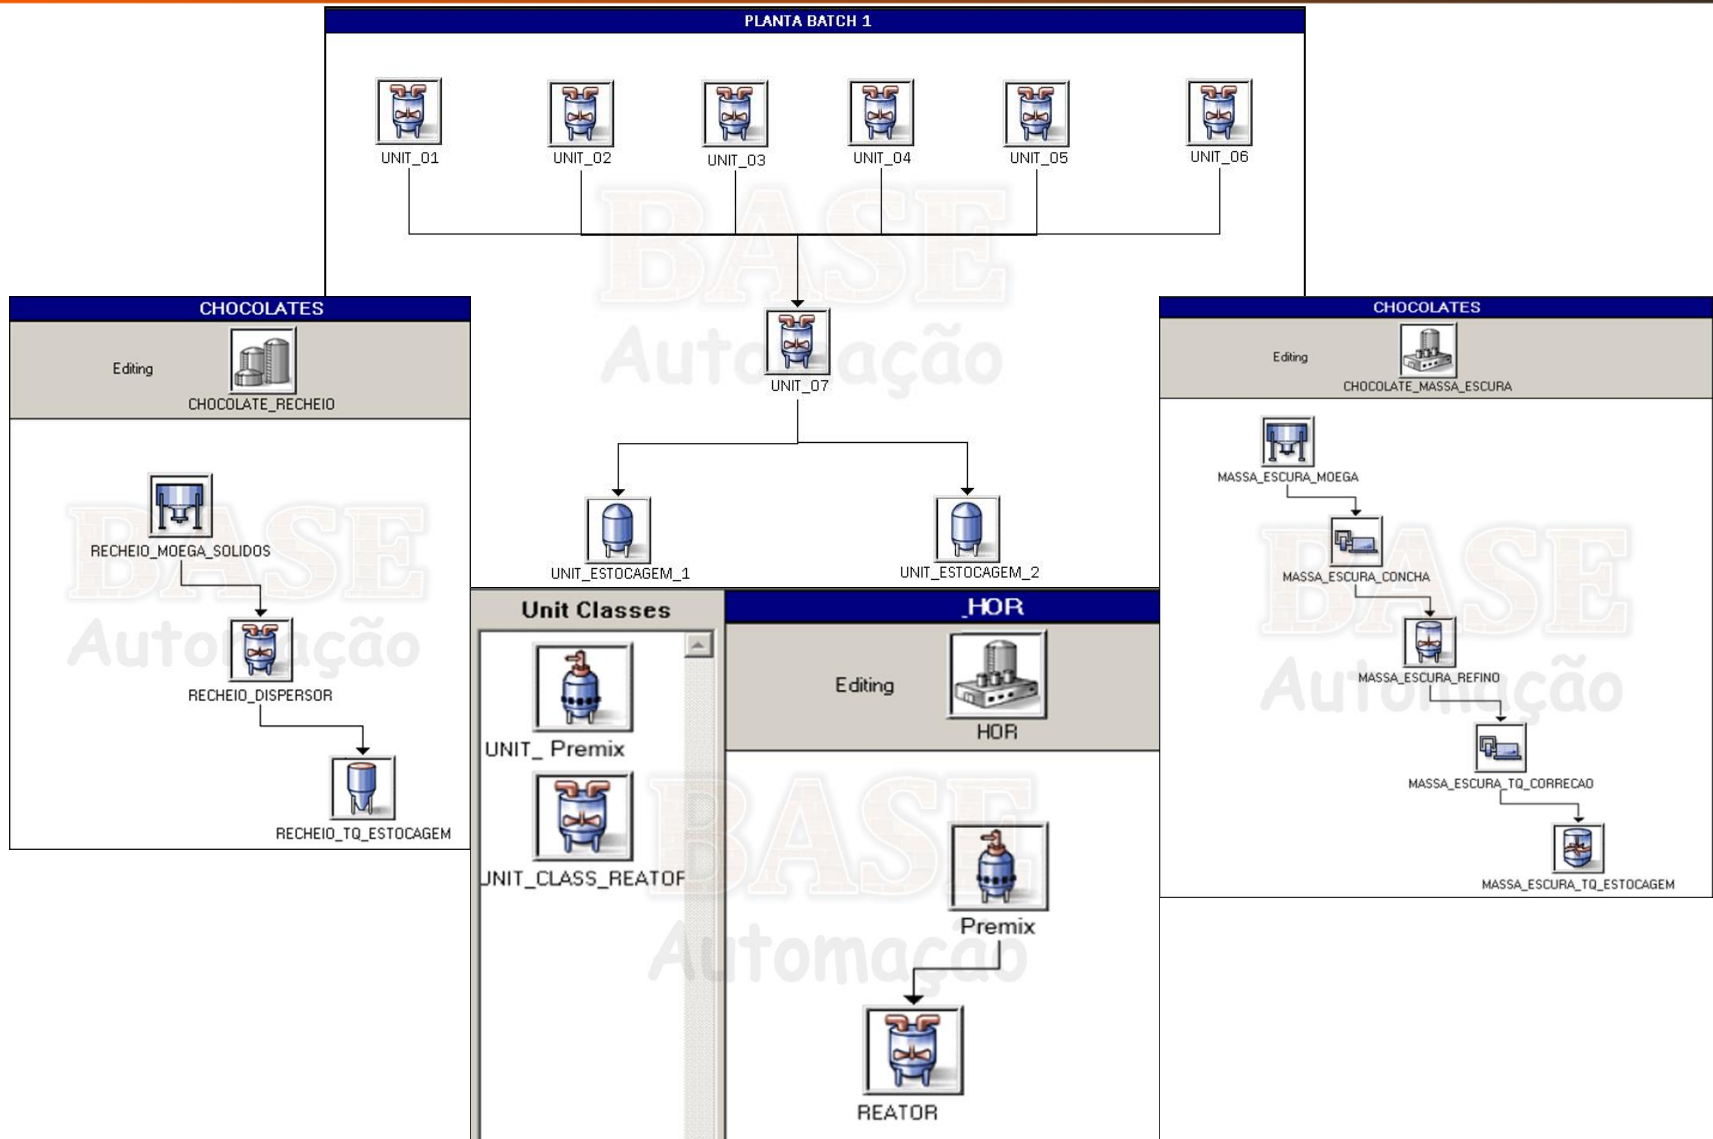 PLANTA BATCH 1
UNIT_01
UNIT_02
UNIT_03
UNIT_04
UNIT_05
UNIT_06
BASE
Automação
UNIT_07
UNIT_ESTOCAGEM_1
UNIT_ESTOCAGEM_2
CHOCOLATES
Editing
CHOCOLATE_RECHEIO
RECHEIO_MOEGA_SOLIDOS
BASE
Automação
RECHEIO_DISPERSOR
RECHEIO_TQ_ESTOCAGEM
Unit Classes
UNIT_ Premix
UNIT_CLASS_REATOR
_HOR
Editing
HOR
BASE
Automação
Premix
REATOR
CHOCOLATES
Editing
CHOCOLATE_MASSA_ESCURA
MASSA_ESCURA_MOEGA
BASE
Automação
MASSA_ESCURA_CONCHA
MASSA_ESCURA_REFINO
MASSA_ESCURA_TQ_CORRECAO
MASSA_ESCURA_TQ_ESTOCAGEM